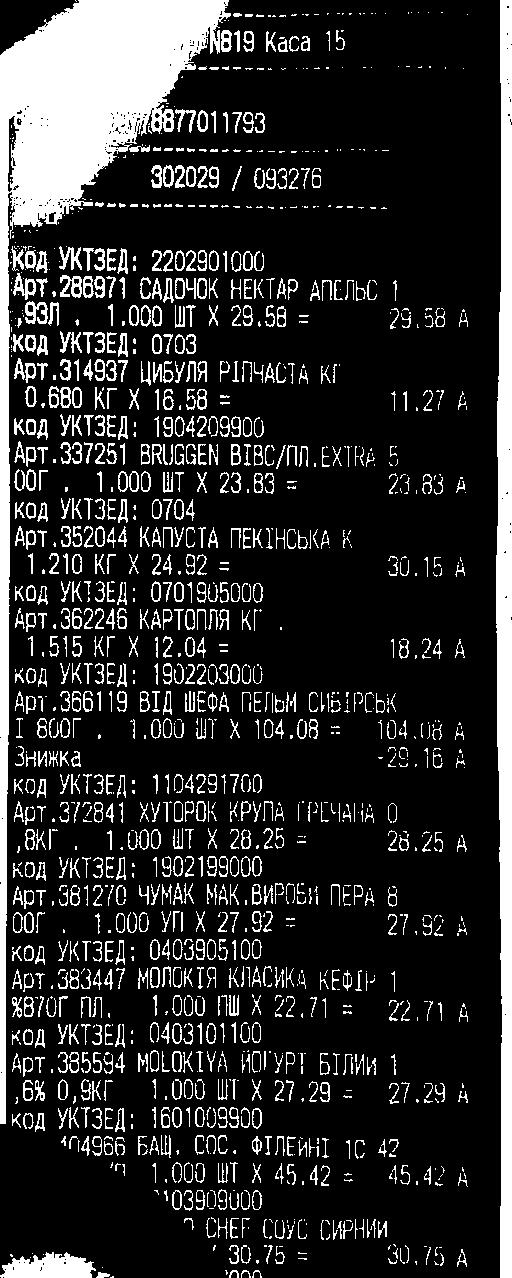 N819 Каса 15
8877011793
302029 / 093276
код УКТЗЕД: 2202901000
Арт.286971 САДОЧОК НЕКТАР АПЕЛЬС 1
,93Л . 1.000 ШТ X 29.58 = 29.58 А
код УКТЗЕД: 0703
Арт.314937 ЦИБУЛЯ РІПЧАСТА КГ
0.680 КГ X 16.58 = 11.27 А
код УКТЗЕД: 1904209900
Арт.337251 BRUGGEN ВІВС/ПЛ.EXTRA 5
00Г . 1.000 ШТ X 23.83 = 23.83 А
код УКТЗЕД: 0704
Арт.352044 КАПУСТА ПЕКІНСЬКА К
1.210 КГ X 24.92 = 30.15 А
код УКТЗЕД: 0701905000
Арт.362246 КАРТОПЛЯ КГ .
1.515 КГ X 12.04 = 18.24 А
код УКТЗЕД: 1902203000
Арт.366119 ВІД ШЕФА ПЕЛЬМ СИБІРСЬК
І 800Г . 1.000 ШТ X 104.08 = 104.08 А
Знижка -29.16 А
код УКТЗЕД: 1104291700
Арт.372841 ХУТОРОК КРУПА ГРЕЧАНА 0
,8КГ . 1.000 ШТ X 28.25 = 28.25 А
код УКТЗЕД: 1902199000
Арт.381270 ЧУМАК МАК.ВИРОБИ ПЕРА 8
00Г . 1.000 УП X 27.92 = 27.92 А
код УКТЗЕД: 0403905100
Арт.383447 МОЛОКІЯ КЛАСИКА КЕФІР 1
%870Г ПЛ. 1.000 ПШ X 22.71 = 22.71 А
код УКТЗЕД: 0403101100
Арт.385594 MOLOKIYA ЙОГУРТ БІЛИЙ 1
,6% 0,9КГ 1.000 ШТ X 27.29 = 27.29 А
код УКТЗЕД: 1601009900
404966 БАЩ. СОС. ФІЛЕЙНІ 1С 42
1.000 ШТ X 45.42 = 45.42 А
103909000
CHEF СОУС СИРНИЙ
30.75 = 30.75 А